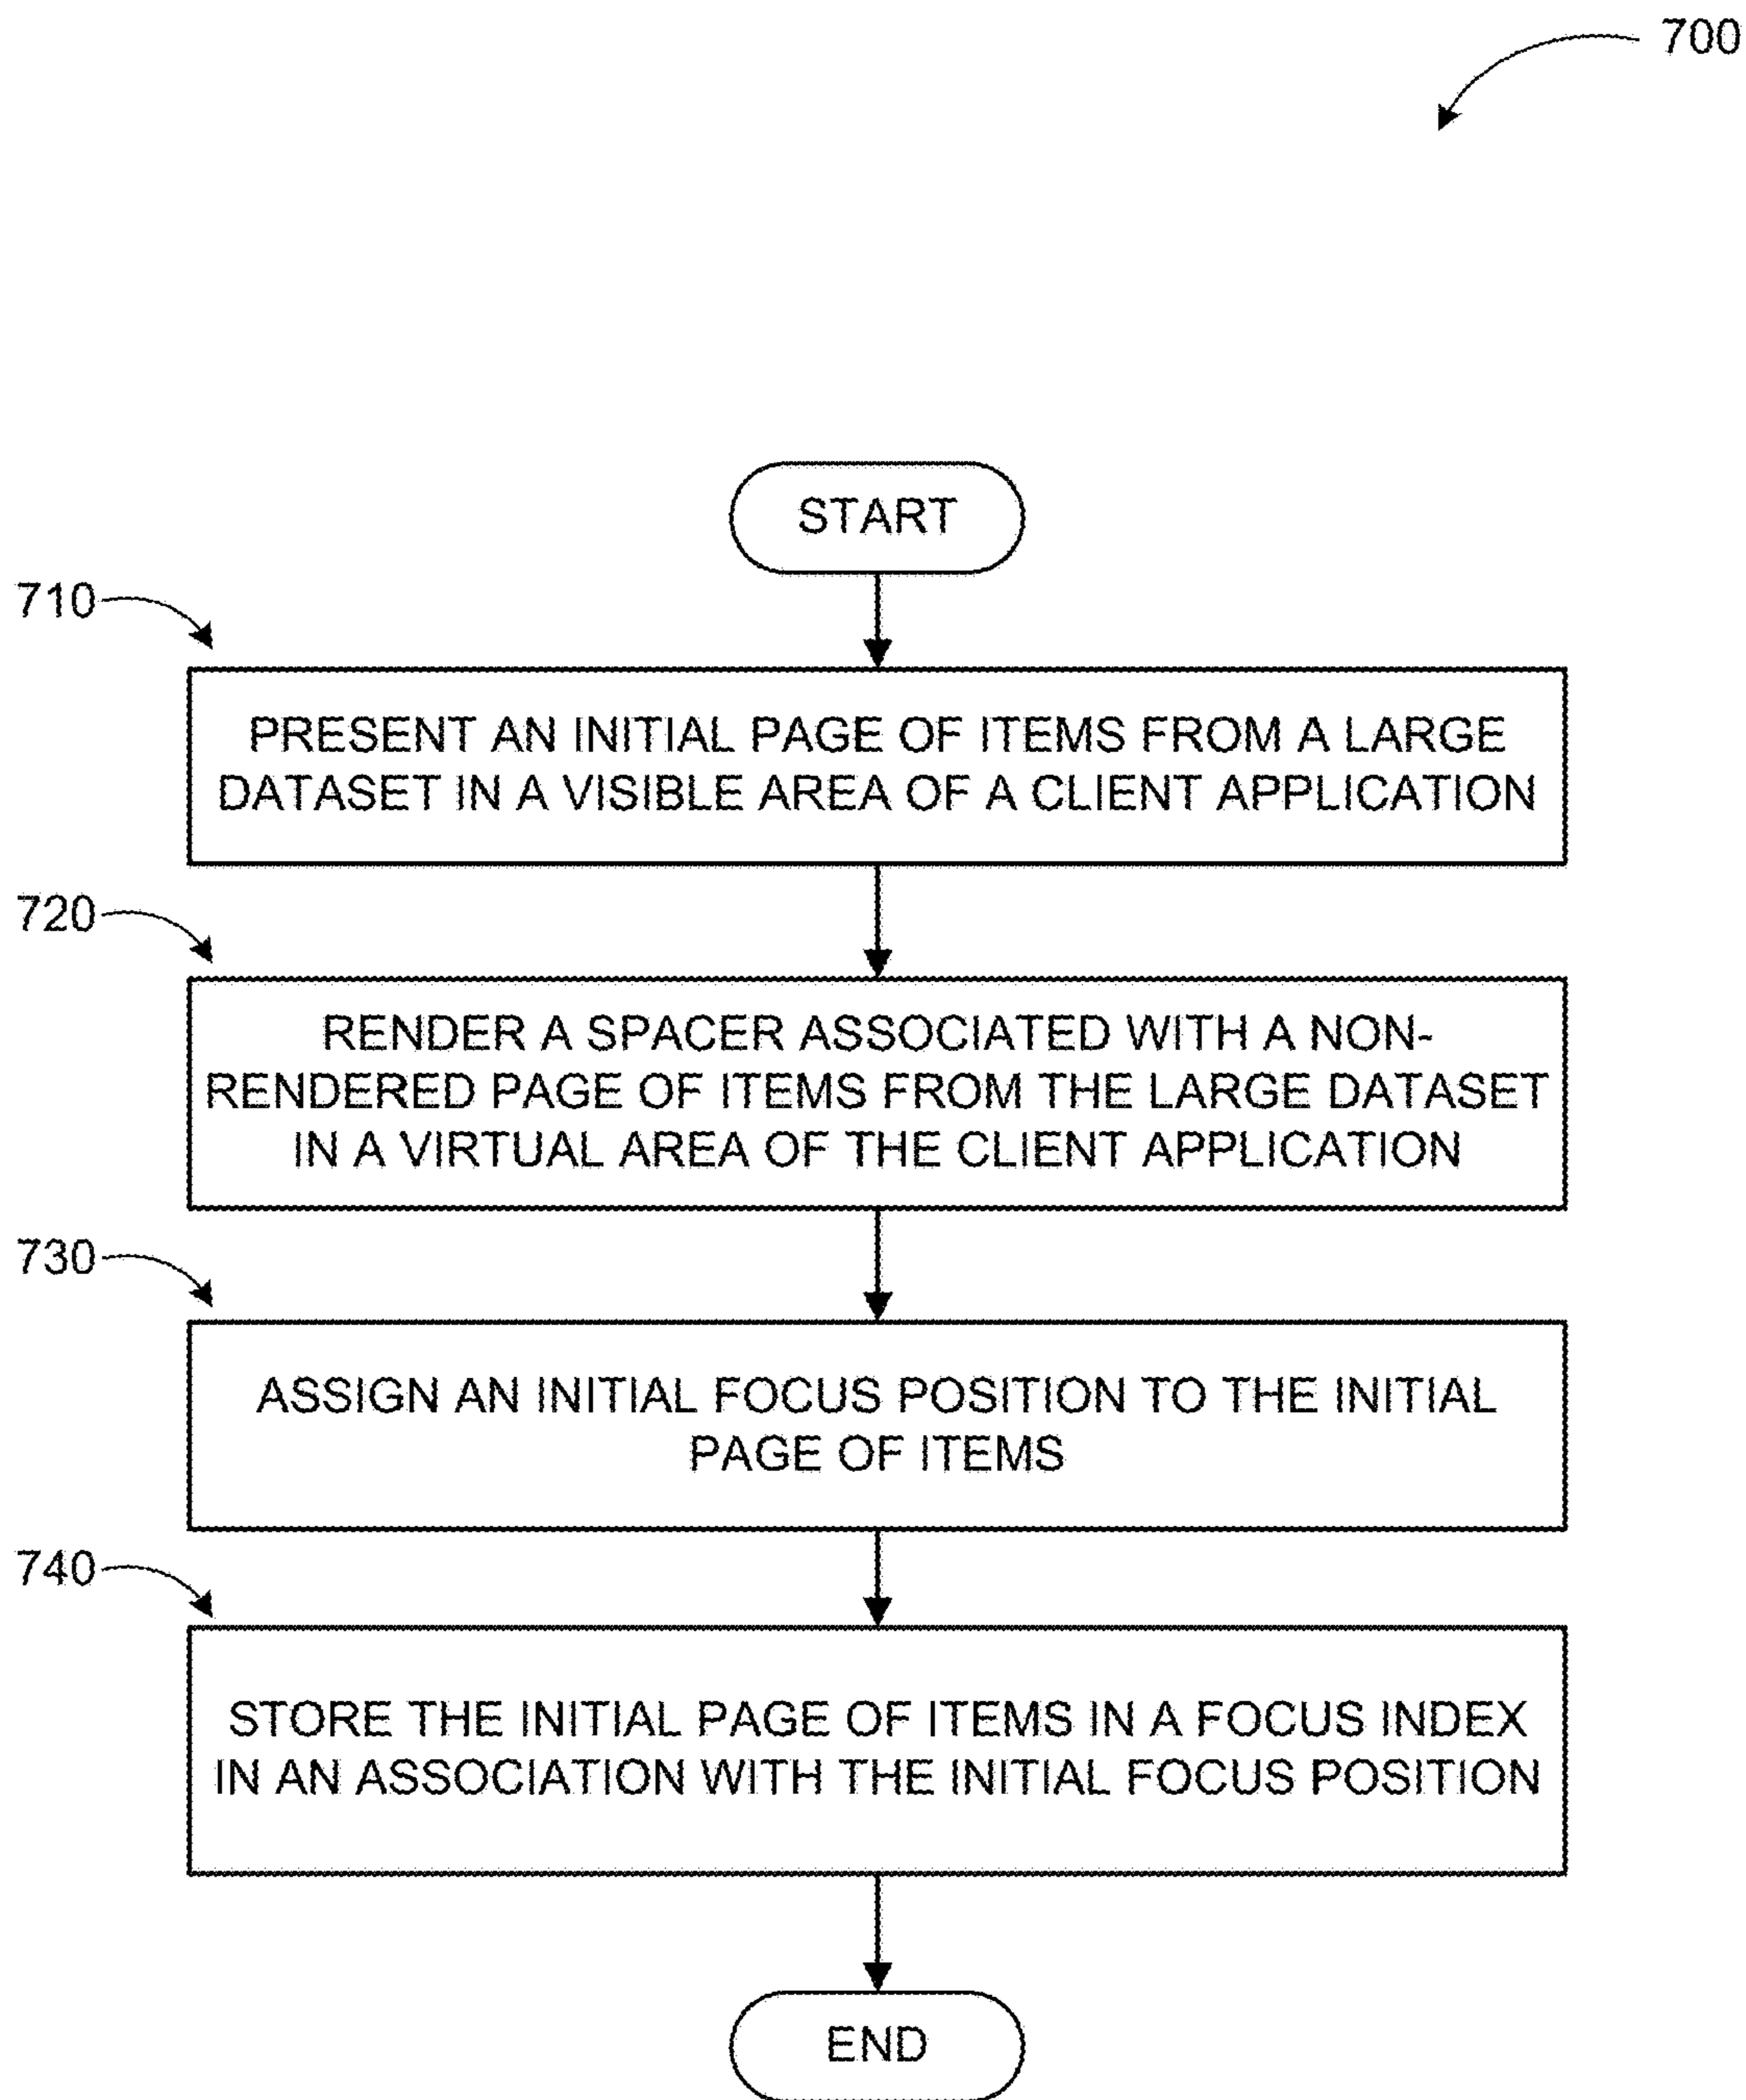 700
START
710
PRESENT AN INITIAL PAGE OF ITEMS FROM A LARGE
DATASET IN A VISIBLE AREA OF A CLIENT APPLICATION
720
RENDER A SPACER ASSOCIATED WITH A NON-
RENDERED PAGE OF ITEMS FROM THE LARGE DATASET
IN A VIRTUAL AREA OF THE CLIENT APPLICATION
730
ASSIGN AN INITIAL FOCUS POSITION TO THE INITIAL
PAGE OF ITEMS
740
STORE THE INITIAL PAGE OF ITEMS IN A FOCUS INDEX
IN AN ASSOCIATION WITH THE INITIAL FOCUS POSITION
END